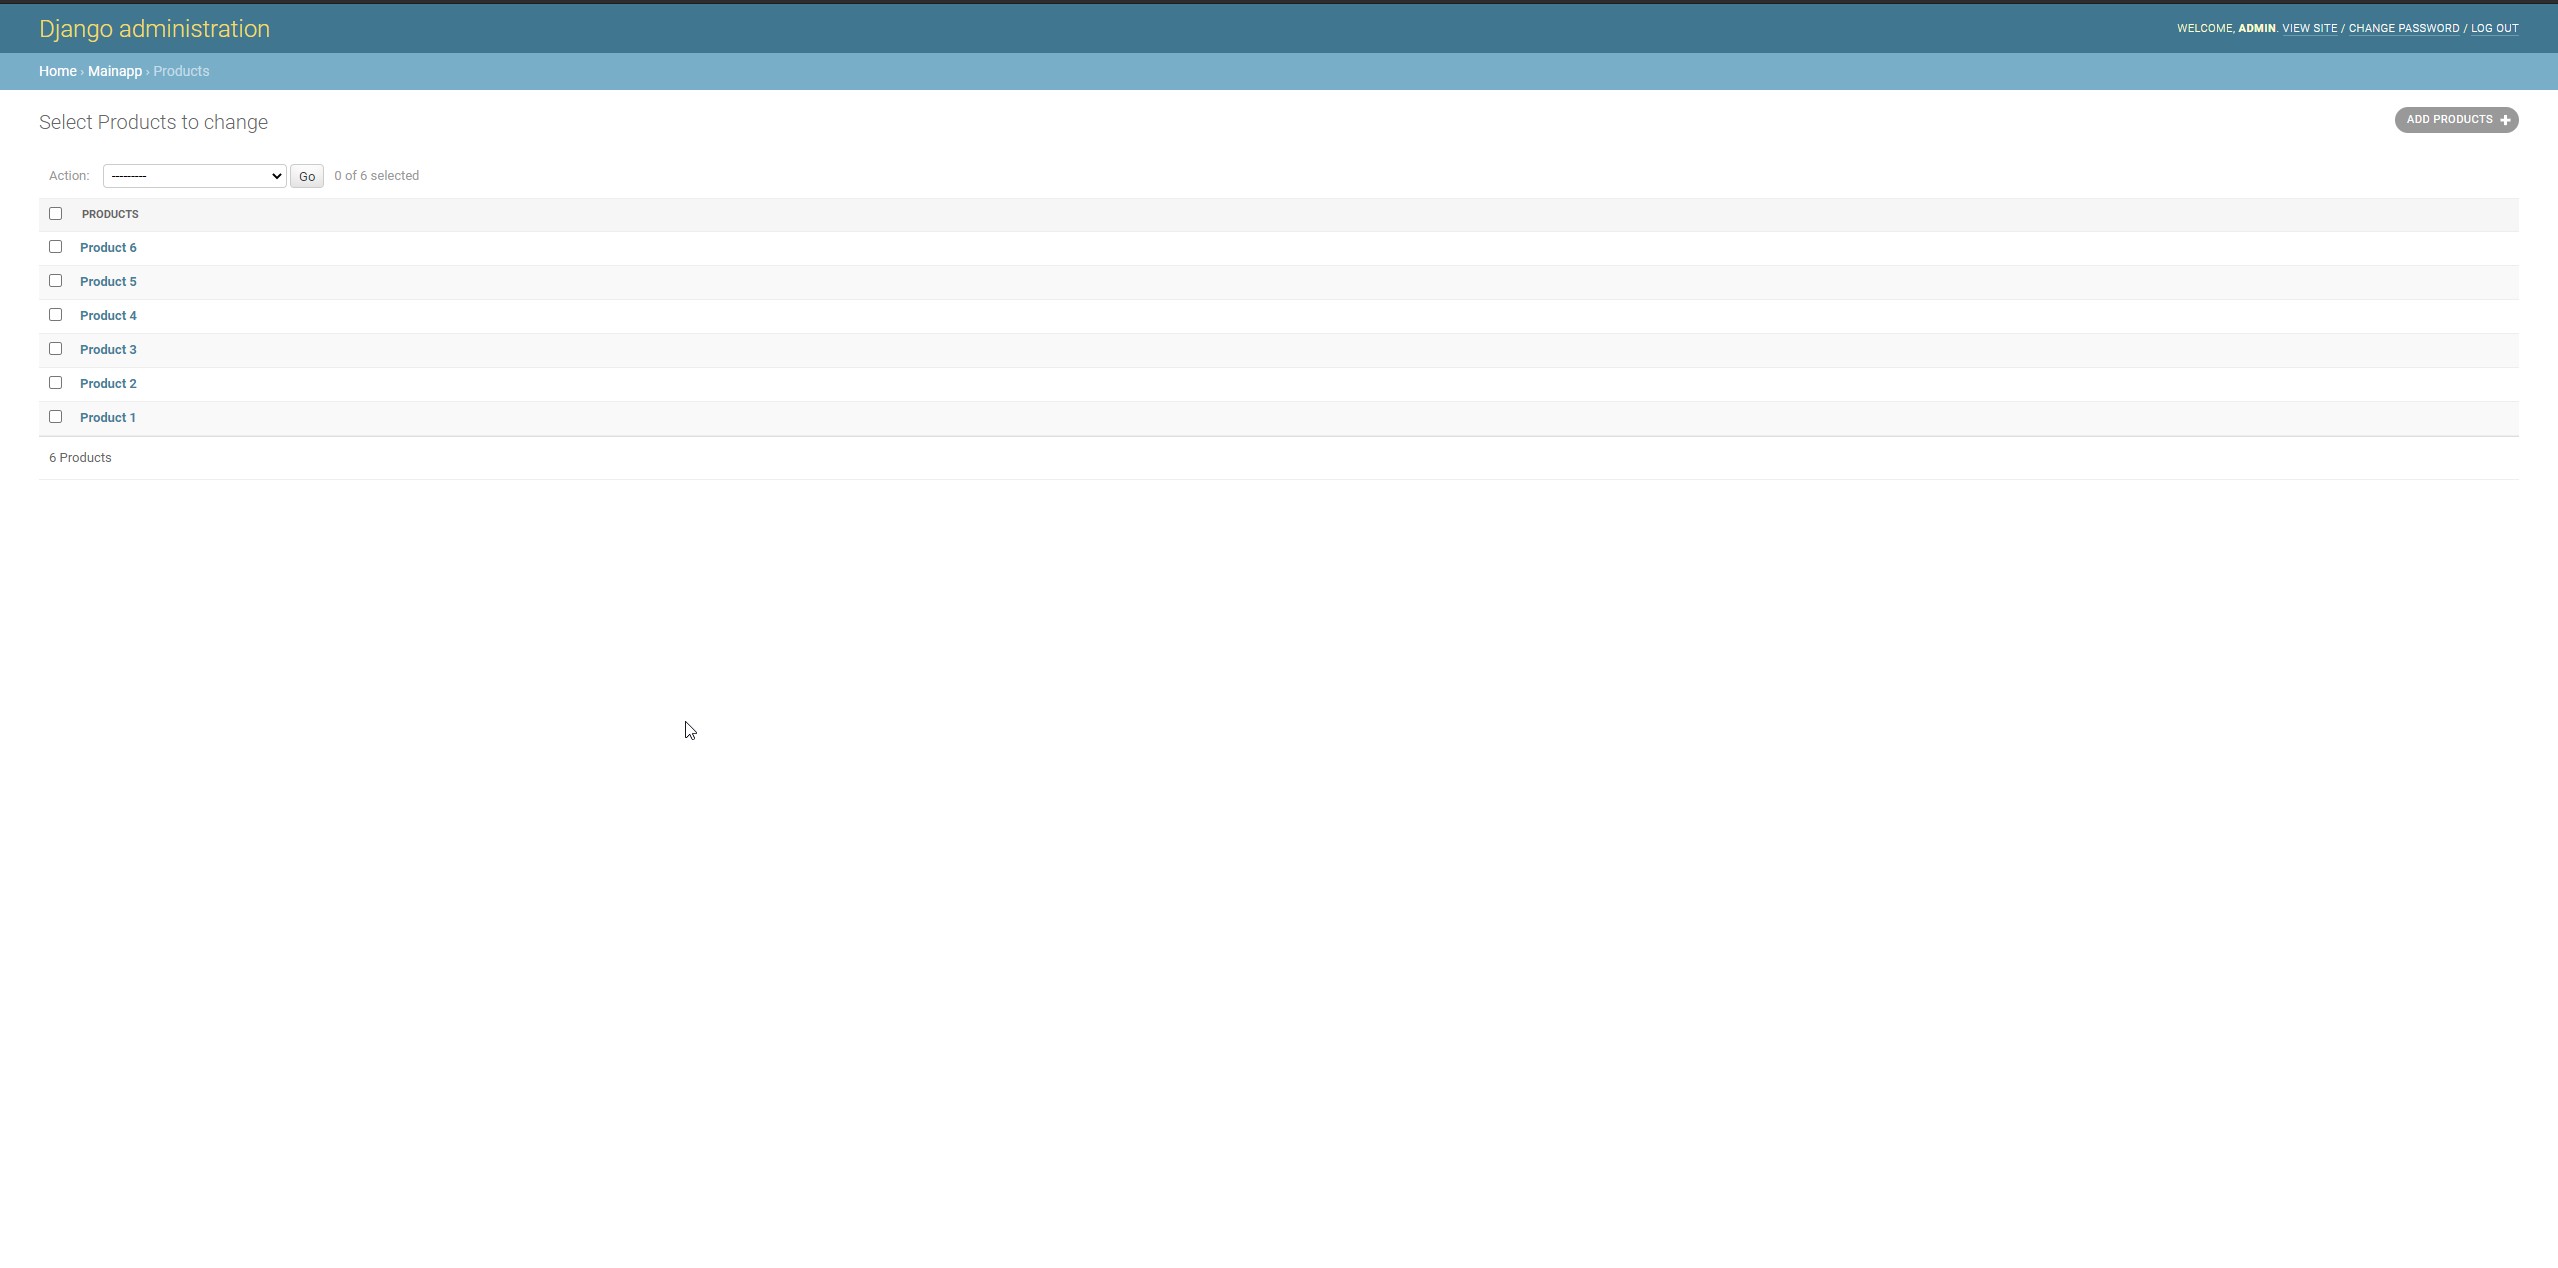 Django administration
WELCOME, ADMIN. VIEW SITE / CHANGE PASSWORD / LOG OUT
Home › Mainapp › Products
Select Products to change
ADD PRODUCTS
Action: --------- Go 0 of 6 selected
PRODUCTS
Product 6
Product 5
Product 4
Product 3
Product 2
Product 1
6 Products